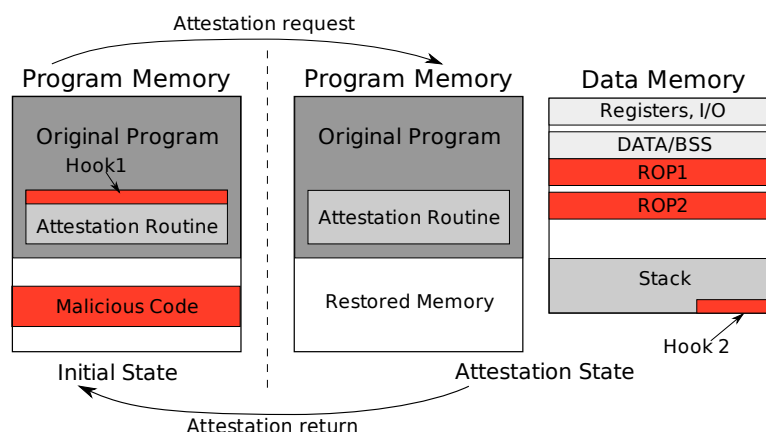 Attestation request
Program Memory
Program Memory
Data Memory
Original Program
Hook1
Attestation Routine
Malicious Code
Original Program
Attestation Routine
Restored Memory
Registers, I/O
DATA/BSS
ROP1
ROP2
Stack
Hook 2
Initial State
Attestation State
Attestation return